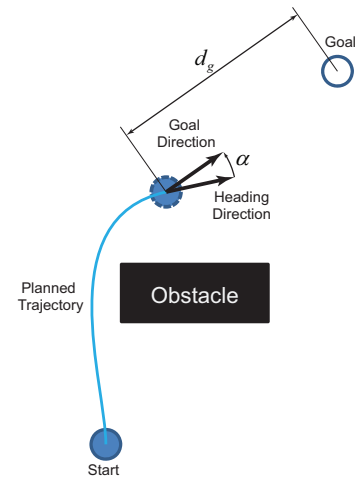 Goal
d_g
Goal
Direction
α
Heading
Direction
Planned
Trajectory
Obstacle
Start